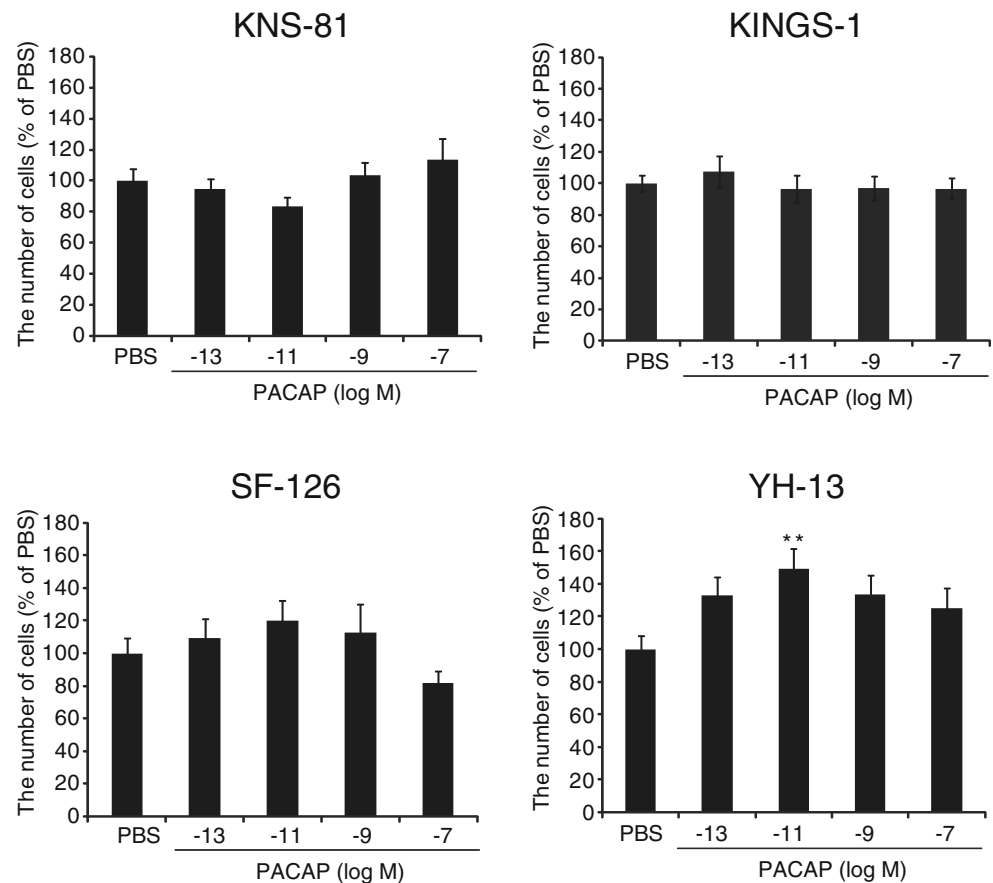 KNS-81
The number of cells (% of PBS)
180
160
140
120
100
80
60
40
20
0
PBS -13 -11 -9 -7
PACAP (log M)
KINGS-1
The number of cells (% of PBS)
180
160
140
120
100
80
60
40
20
0
PBS -13 -11 -9 -7
PACAP (log M)
SF-126
The number of cells (% of PBS)
180
160
140
120
100
80
60
40
20
0
PBS -13 -11 -9 -7
PACAP (log M)
YH-13
The number of cells (% of PBS)
180
160
140
120
100
80
60
40
20
0
**
PBS -13 -11 -9 -7
PACAP (log M)